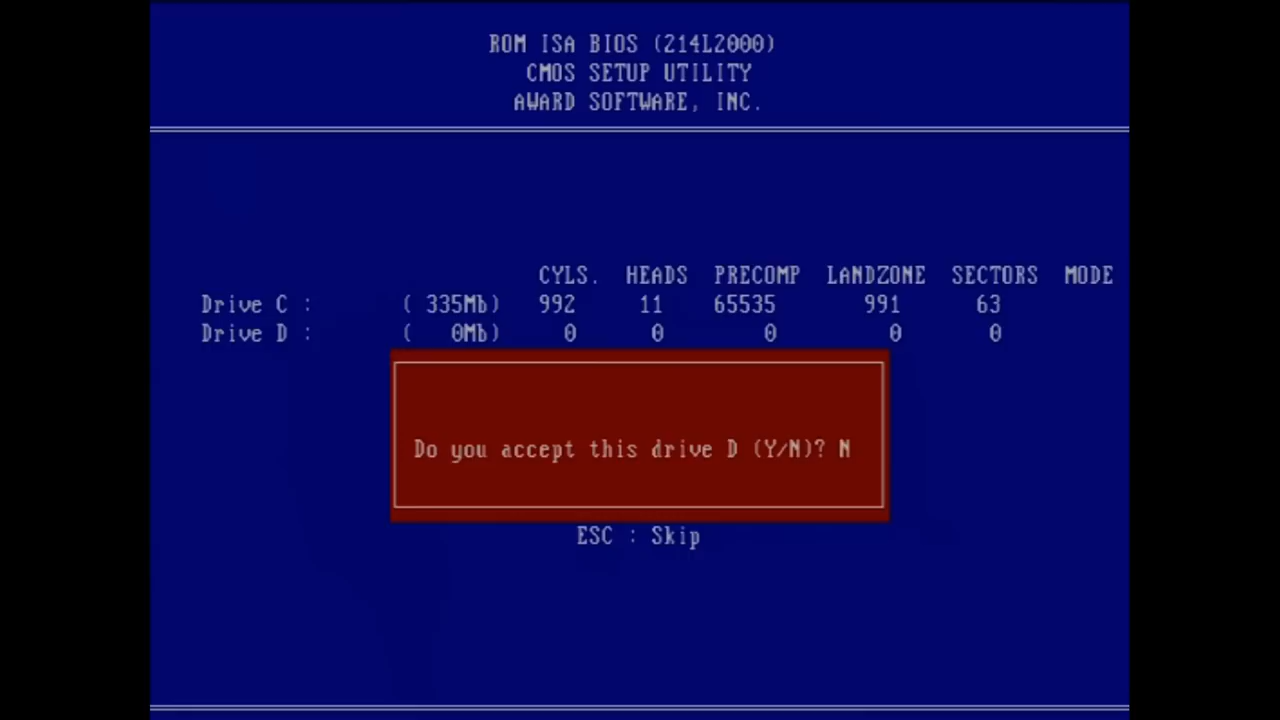 ROM ISA BIOS (214L2000)
CMOS SETUP UTILITY
AWARD SOFTWARE, INC.
CYLS. HEADS PRECOMP LANDZONE SECTORS MODE
Drive C : ( 335Mb) 992 11 65535 991 63
Drive D : ( 0Mb) 0 0 0 0 0
Do you accept this drive D (Y/N)? N
ESC : Skip